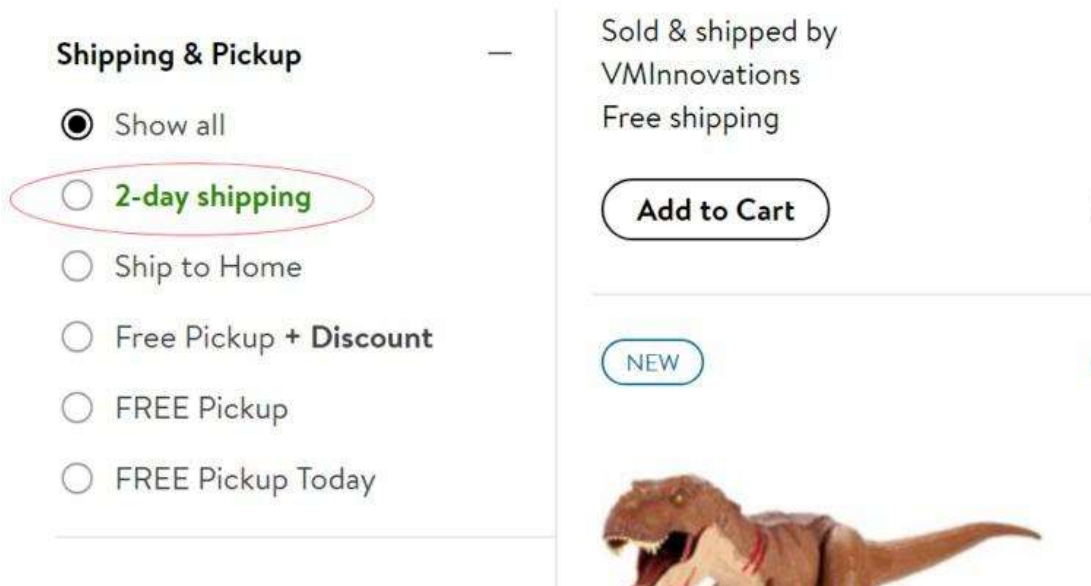 Shipping & Pickup
Show all
2-day shipping
Ship to Home
Free Pickup + Discount
FREE Pickup
FREE Pickup Today
Sold & shipped by
VMInnovations
Free shipping
Add to Cart
NEW